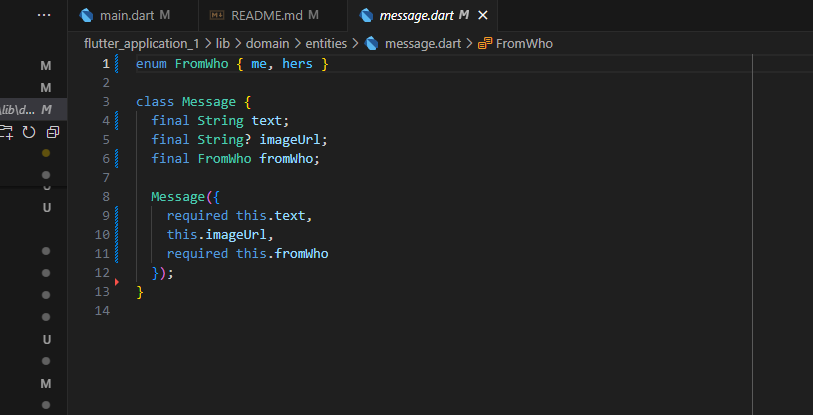 main.dart M README.md M message.dart M
flutter_application_1 > lib > domain > entities > message.dart > FromWho
1 enum FromWho { me, hers }
2
3 class Message {
4 final String text;
5 final String? imageUrl;
6 final FromWho fromWho;
7
8 Message({
9 required this.text,
10 this.imageUrl,
11 required this.fromWho
12 });
13 }
14
M
M
\lib\d... M
U
U
U
M